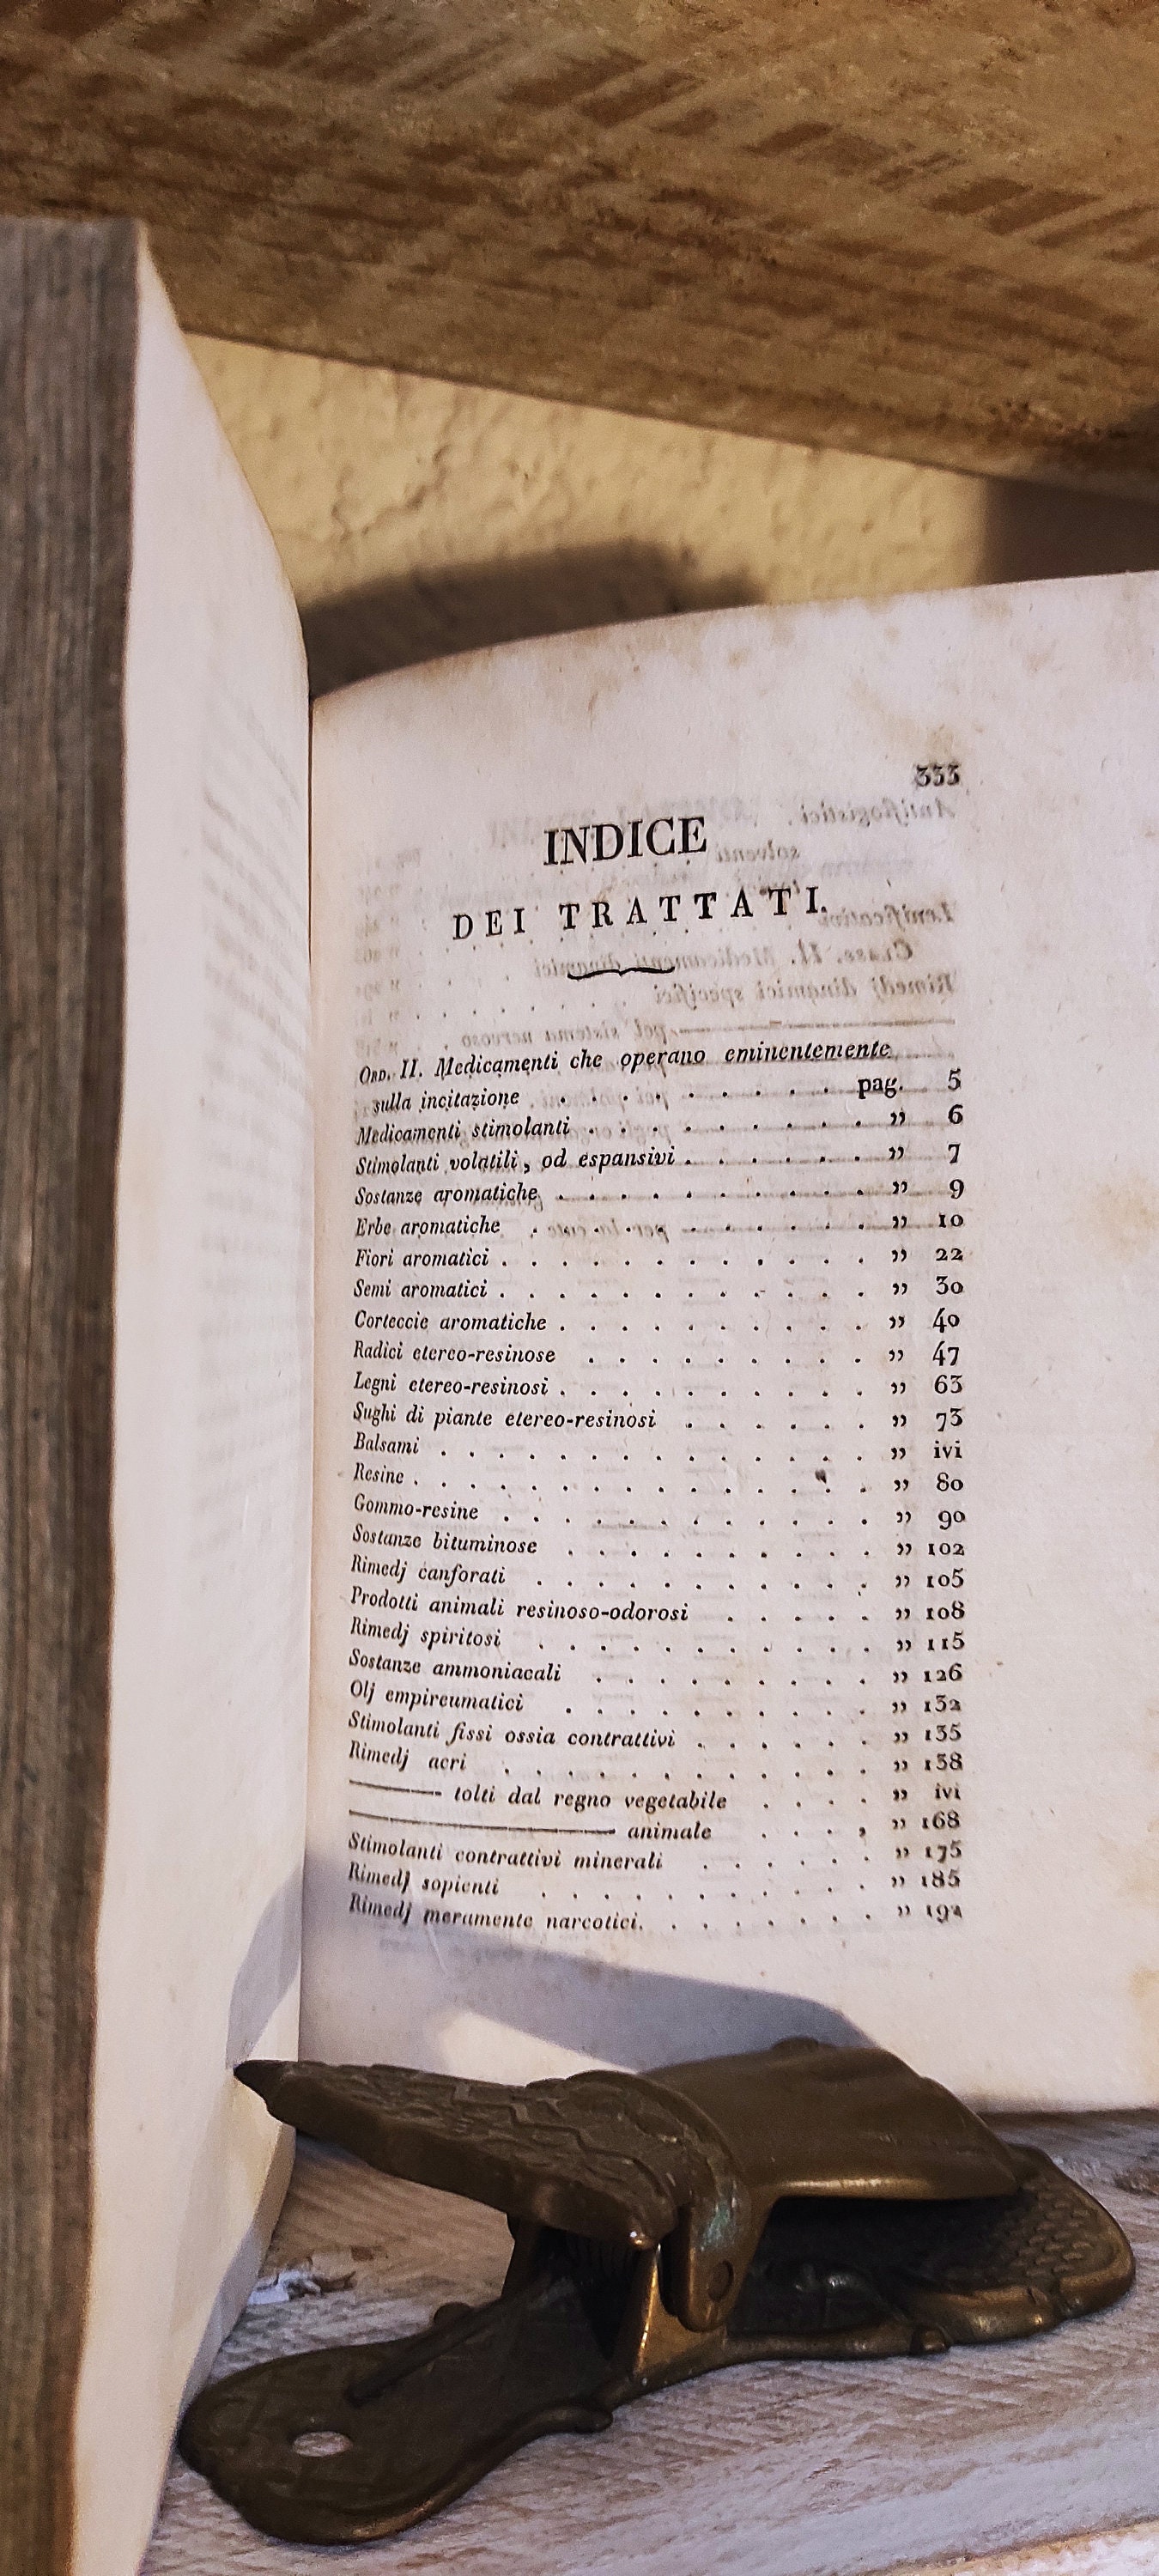 333
INDICE
DEI TRATTATI.
ORD. II. Medicamenti che operano eminentemente
sulla incitazione . . . . . . . . . . pag. 5
Medicamenti stimolanti . . . . . . . . . . ,, 6
Stimolanti volatili, od espansivi . . . . . . ,, 7
Sostanze aromatiche . . . . . . . . . . . ,, 9
Erbe aromatiche . . . . . . . . . . . ,, 10
Fiori aromatici . . . . . . . . . . . . . ,, 22
Semi aromatici . . . . . . . . . . . . . ,, 30
Corteccie aromatiche . . . . . . . . . . . ,, 40
Radici etereo-resinose . . . . . . . . . . ,, 47
Legni etereo-resinosi . . . . . . . . . . . ,, 63
Sughi di piante etereo-resinosi . . . . . . ,, 73
Balsami . . . . . . . . . . . . . . . ,, ivi
Resine . . . . . . . . . . . . . . . . ,, 80
Gommo-resine . . . . . . . . . . . . . ,, 90
Sostanze bituminose . . . . . . . . . . ,, 102
Rimedj canforati . . . . . . . . . . . ,, 105
Prodotti animali resinoso-odorosi . . . . . ,, 108
Rimedj spiritosi . . . . . . . . . . . ,, 115
Sostanze ammoniacali . . . . . . . . . ,, 126
Olj empireumatici . . . . . . . . . . ,, 132
Stimolanti fissi ossia contrattivi . . . . . . ,, 135
Rimedj acri . . . . . . . . . . . . ,, 138
——— tolti dal regno vegetabile . . . . ,, ivi
————————— animale . . . , ,, 168
Stimolanti contrattivi minerali . . . . . . ,, 175
Rimedj sopienti . . . . . . . . . . . ,, 185
Rimedj meramente narcotici. . . . . . . . ,, 194